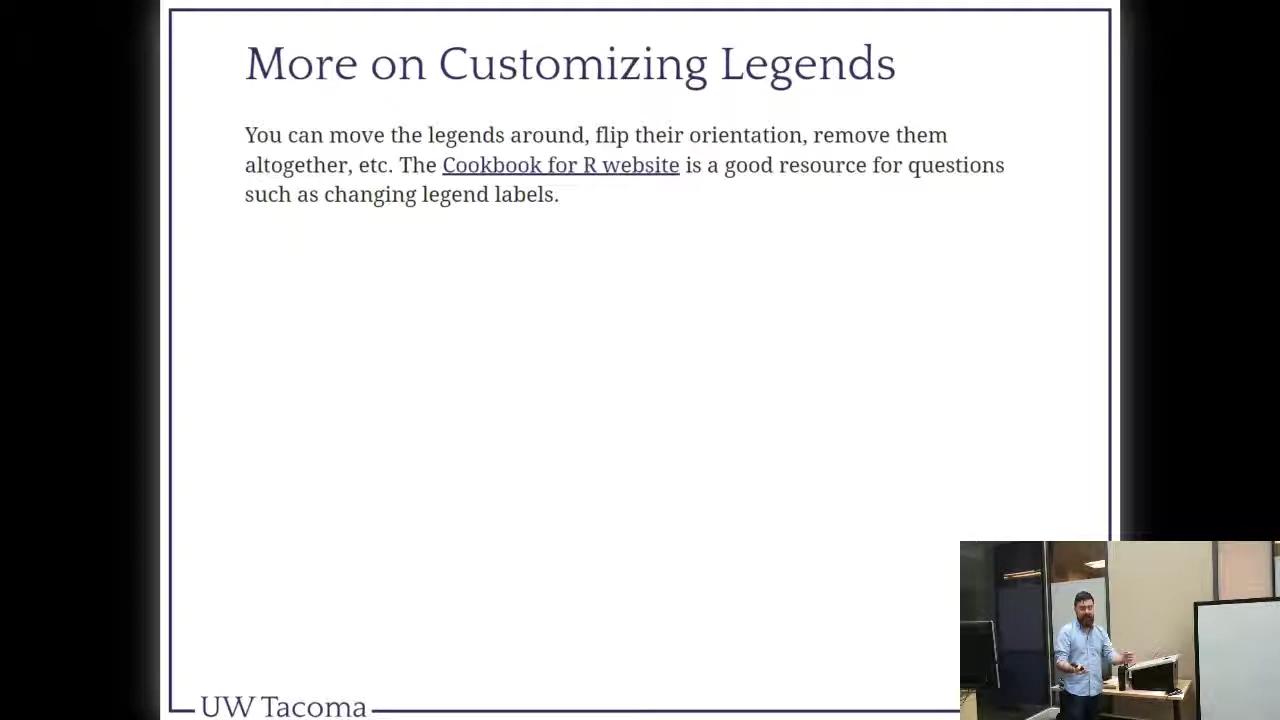 More on Customizing Legends
You can move the legends around, flip their orientation, remove them
altogether, etc. The Cookbook for R website is a good resource for questions
such as changing legend labels.
UW Tacoma